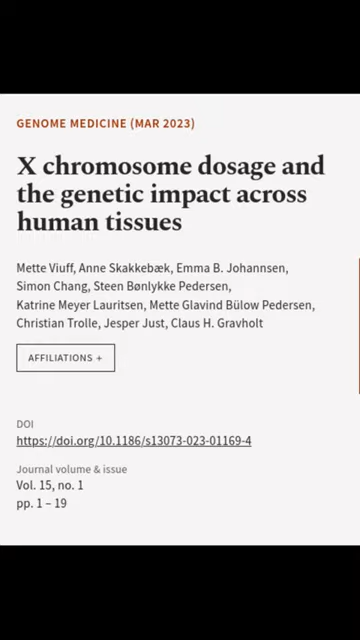 GENOME MEDICINE (MAR 2023)
X chromosome dosage and
the genetic impact across
human tissues
Mette Viuff, Anne Skakkebæk, Emma B. Johannsen,
Simon Chang, Steen Bønlykke Pedersen,
Katrine Meyer Lauritsen, Mette Glavind Bülow Pedersen,
Christian Trolle, Jesper Just, Claus H. Gravholt
AFFILIATIONS +
DOI
https://doi.org/10.1186/s13073-023-01169-4
Journal volume & issue
Vol. 15, no. 1
pp. 1 – 19